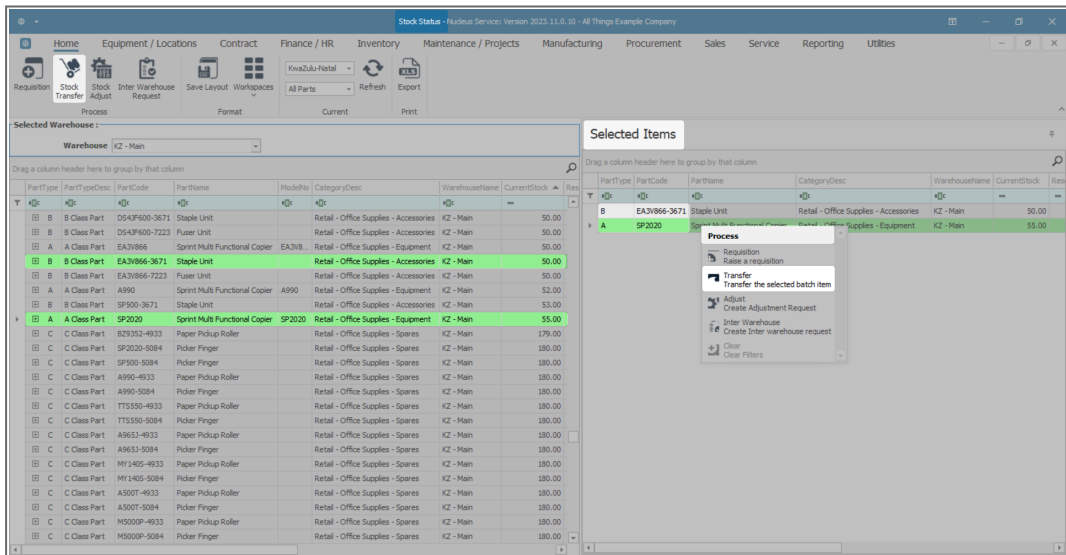 Stock Status - Nucleus Service: Version 2023.11.0.10 - All Things Example Company
Home Equipment / Locations Contract Finance / HR Inventory Maintenance / Projects Manufacturing Procurement Sales Service Reporting Utilities
Requisition Stock Transfer Stock Adjust Inter Warehouse Request Save Layout Workspaces KwaZulu-Natal All Parts Refresh Export
Process Format Current Print
Selected Warehouse :
Warehouse KZ - Main
Drag a column header here to group by that column
PartType PartTypeDesc PartCode PartName ModelNo CategoryDesc WarehouseName CurrentStock Res
B B Class Part DS43F600-3671 Staple Unit Retail - Office Supplies - Accessories KZ - Main 50.00
B B Class Part DS43F600-7223 Fuser Unit Retail - Office Supplies - Accessories KZ - Main 50.00
A A Class Part EA3V866 Sprint Multi Functional Copier EA3V8... Retail - Office Supplies - Equipment KZ - Main 50.00
B B Class Part EA3V866-3671 Staple Unit Retail - Office Supplies - Accessories KZ - Main 50.00
B B Class Part EA3V866-7223 Fuser Unit Retail - Office Supplies - Accessories KZ - Main 50.00
A A Class Part A990 Sprint Multi Functional Copier A990 Retail - Office Supplies - Equipment KZ - Main 52.00
B B Class Part SP500-3671 Staple Unit Retail - Office Supplies - Accessories KZ - Main 53.00
A A Class Part SP2020 Sprint Multi Functional Copier SP2020 Retail - Office Supplies - Equipment KZ - Main 55.00
C C Class Part BZ9352-4933 Paper Pickup Roller Retail - Office Supplies - Spares KZ - Main 179.00
C C Class Part SP2020-5084 Picker Finger Retail - Office Supplies - Spares KZ - Main 180.00
C C Class Part SP500-5084 Picker Finger Retail - Office Supplies - Spares KZ - Main 180.00
C C Class Part A990-4933 Paper Pickup Roller Retail - Office Supplies - Spares KZ - Main 180.00
C C Class Part A990-5084 Picker Finger Retail - Office Supplies - Spares KZ - Main 180.00
C C Class Part TTS550-4933 Paper Pickup Roller Retail - Office Supplies - Spares KZ - Main 180.00
C C Class Part TTS550-5084 Picker Finger Retail - Office Supplies - Spares KZ - Main 180.00
C C Class Part A965J-4933 Paper Pickup Roller Retail - Office Supplies - Spares KZ - Main 180.00
C C Class Part A965J-5084 Picker Finger Retail - Office Supplies - Spares KZ - Main 180.00
C C Class Part MY140S-4933 Paper Pickup Roller Retail - Office Supplies - Spares KZ - Main 180.00
C C Class Part MY140S-5084 Picker Finger Retail - Office Supplies - Spares KZ - Main 180.00
C C Class Part A500T-4933 Paper Pickup Roller Retail - Office Supplies - Spares KZ - Main 180.00
C C Class Part A500T-5084 Picker Finger Retail - Office Supplies - Spares KZ - Main 180.00
C C Class Part M5000P-4933 Paper Pickup Roller Retail - Office Supplies - Spares KZ - Main 180.00
C C Class Part M5000P-5084 Picker Finger Retail - Office Supplies - Spares KZ - Main 180.00
Selected Items
Drag a column header here to group by that column
PartType PartCode PartName CategoryDesc WarehouseName CurrentStock Rese
B EA3V866-3671 Staple Unit Retail - Office Supplies - Accessories KZ - Main 50.00
A SP2020 Sprint Multi Functional Copier Retail - Office Supplies - Equipment KZ - Main 55.00
Process
Requisition
Raise a requisition
Transfer
Transfer the selected batch item
Adjust
Create Adjustment Request
Inter Warehouse
Create Inter warehouse request
Clear
Clear Filters